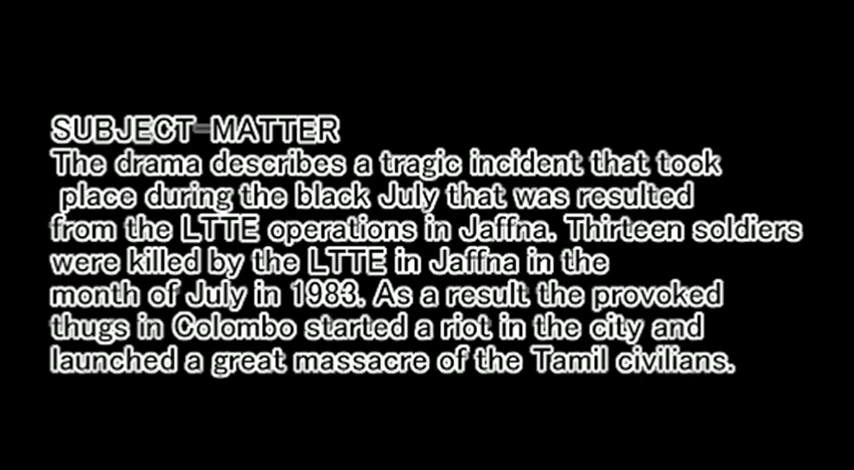 SUBJECT-MATTER
The drama describes a tragic incident that took
place during the black July that was resulted
from the LTTE operations in Jaffna. Thirteen soldiers
were killed by the LTTE in Jaffna in the
month of July in 1983. As a result the provoked
thugs in Colombo started a riot in the city and
launched a great massacre of the Tamil civilians.